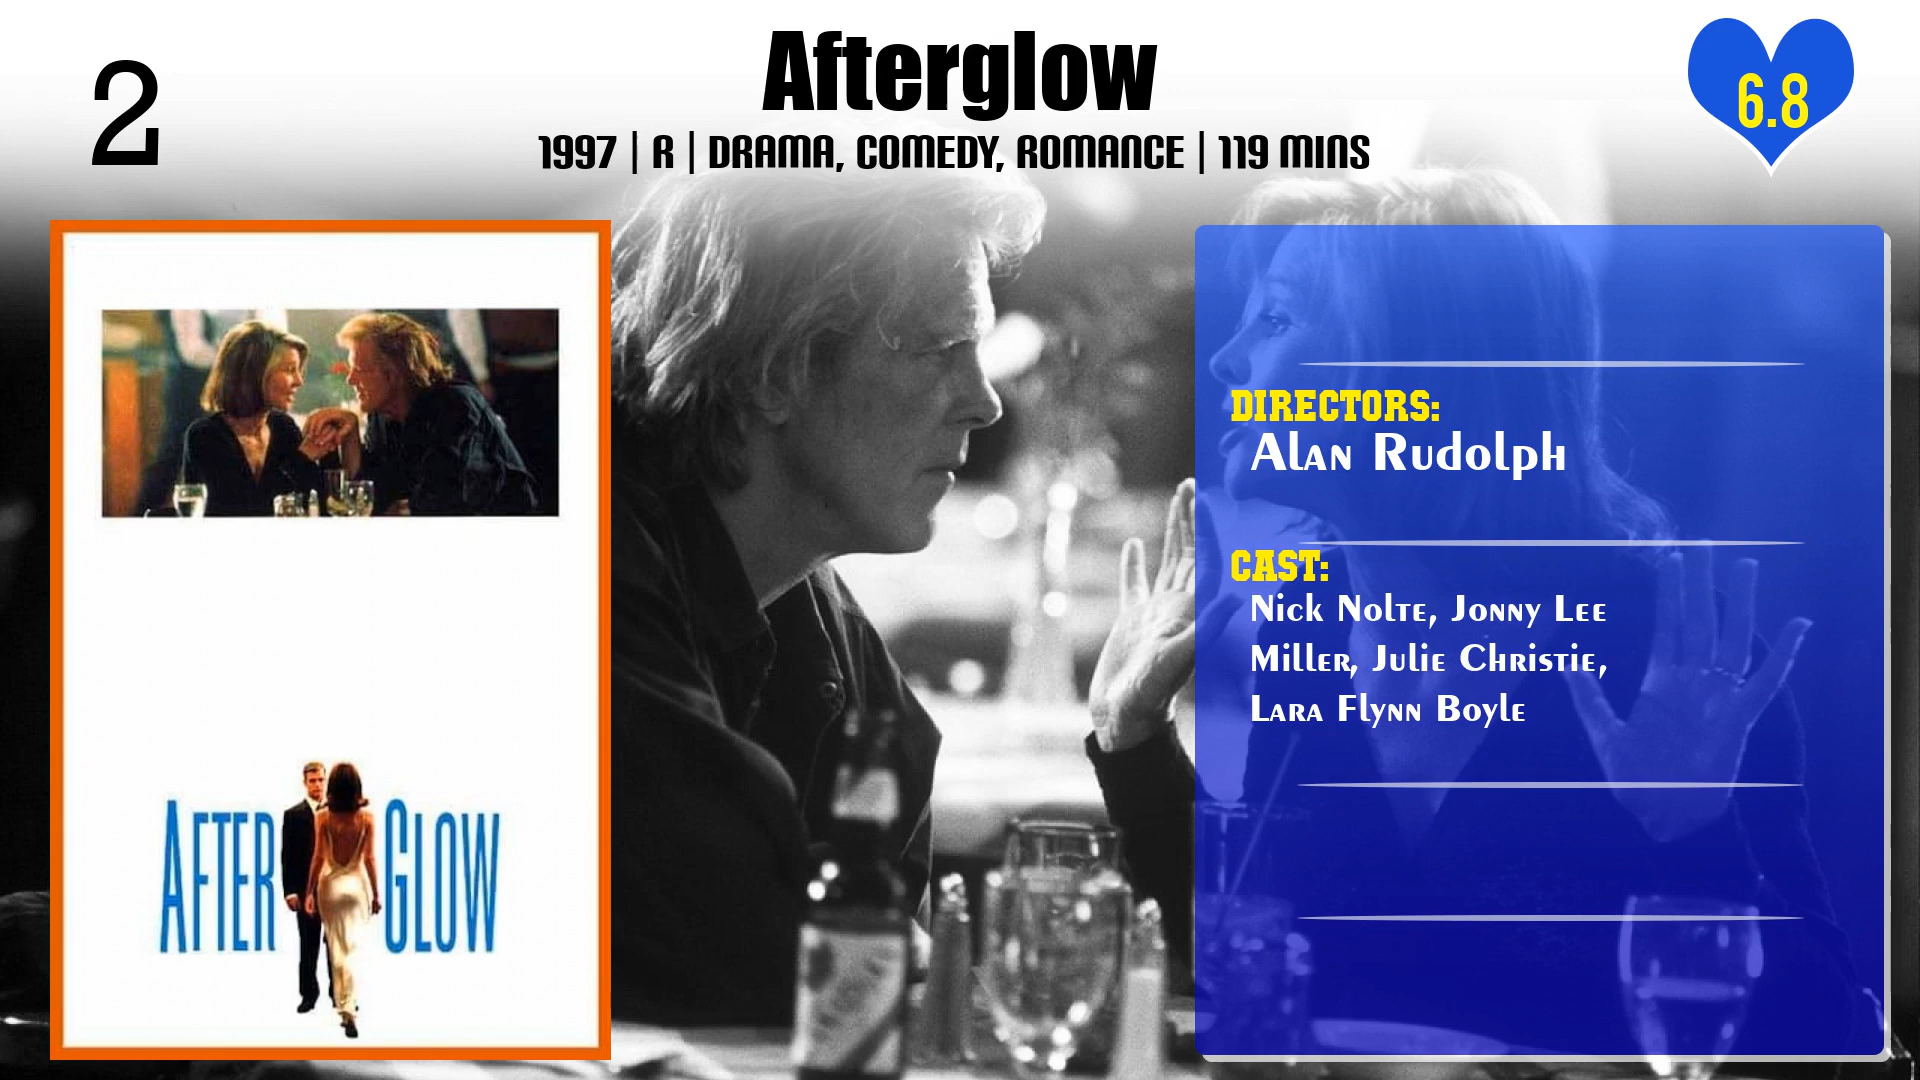 2
Afterglow
1997 | R | DRAMA, COMEDY, ROMANCE | 119 MINS
6.8
AFTER GLOW
DIRECTORS:
Alan Rudolph
CAST:
Nick Nolte, Jonny Lee
Miller, Julie Christie,
Lara Flynn Boyle